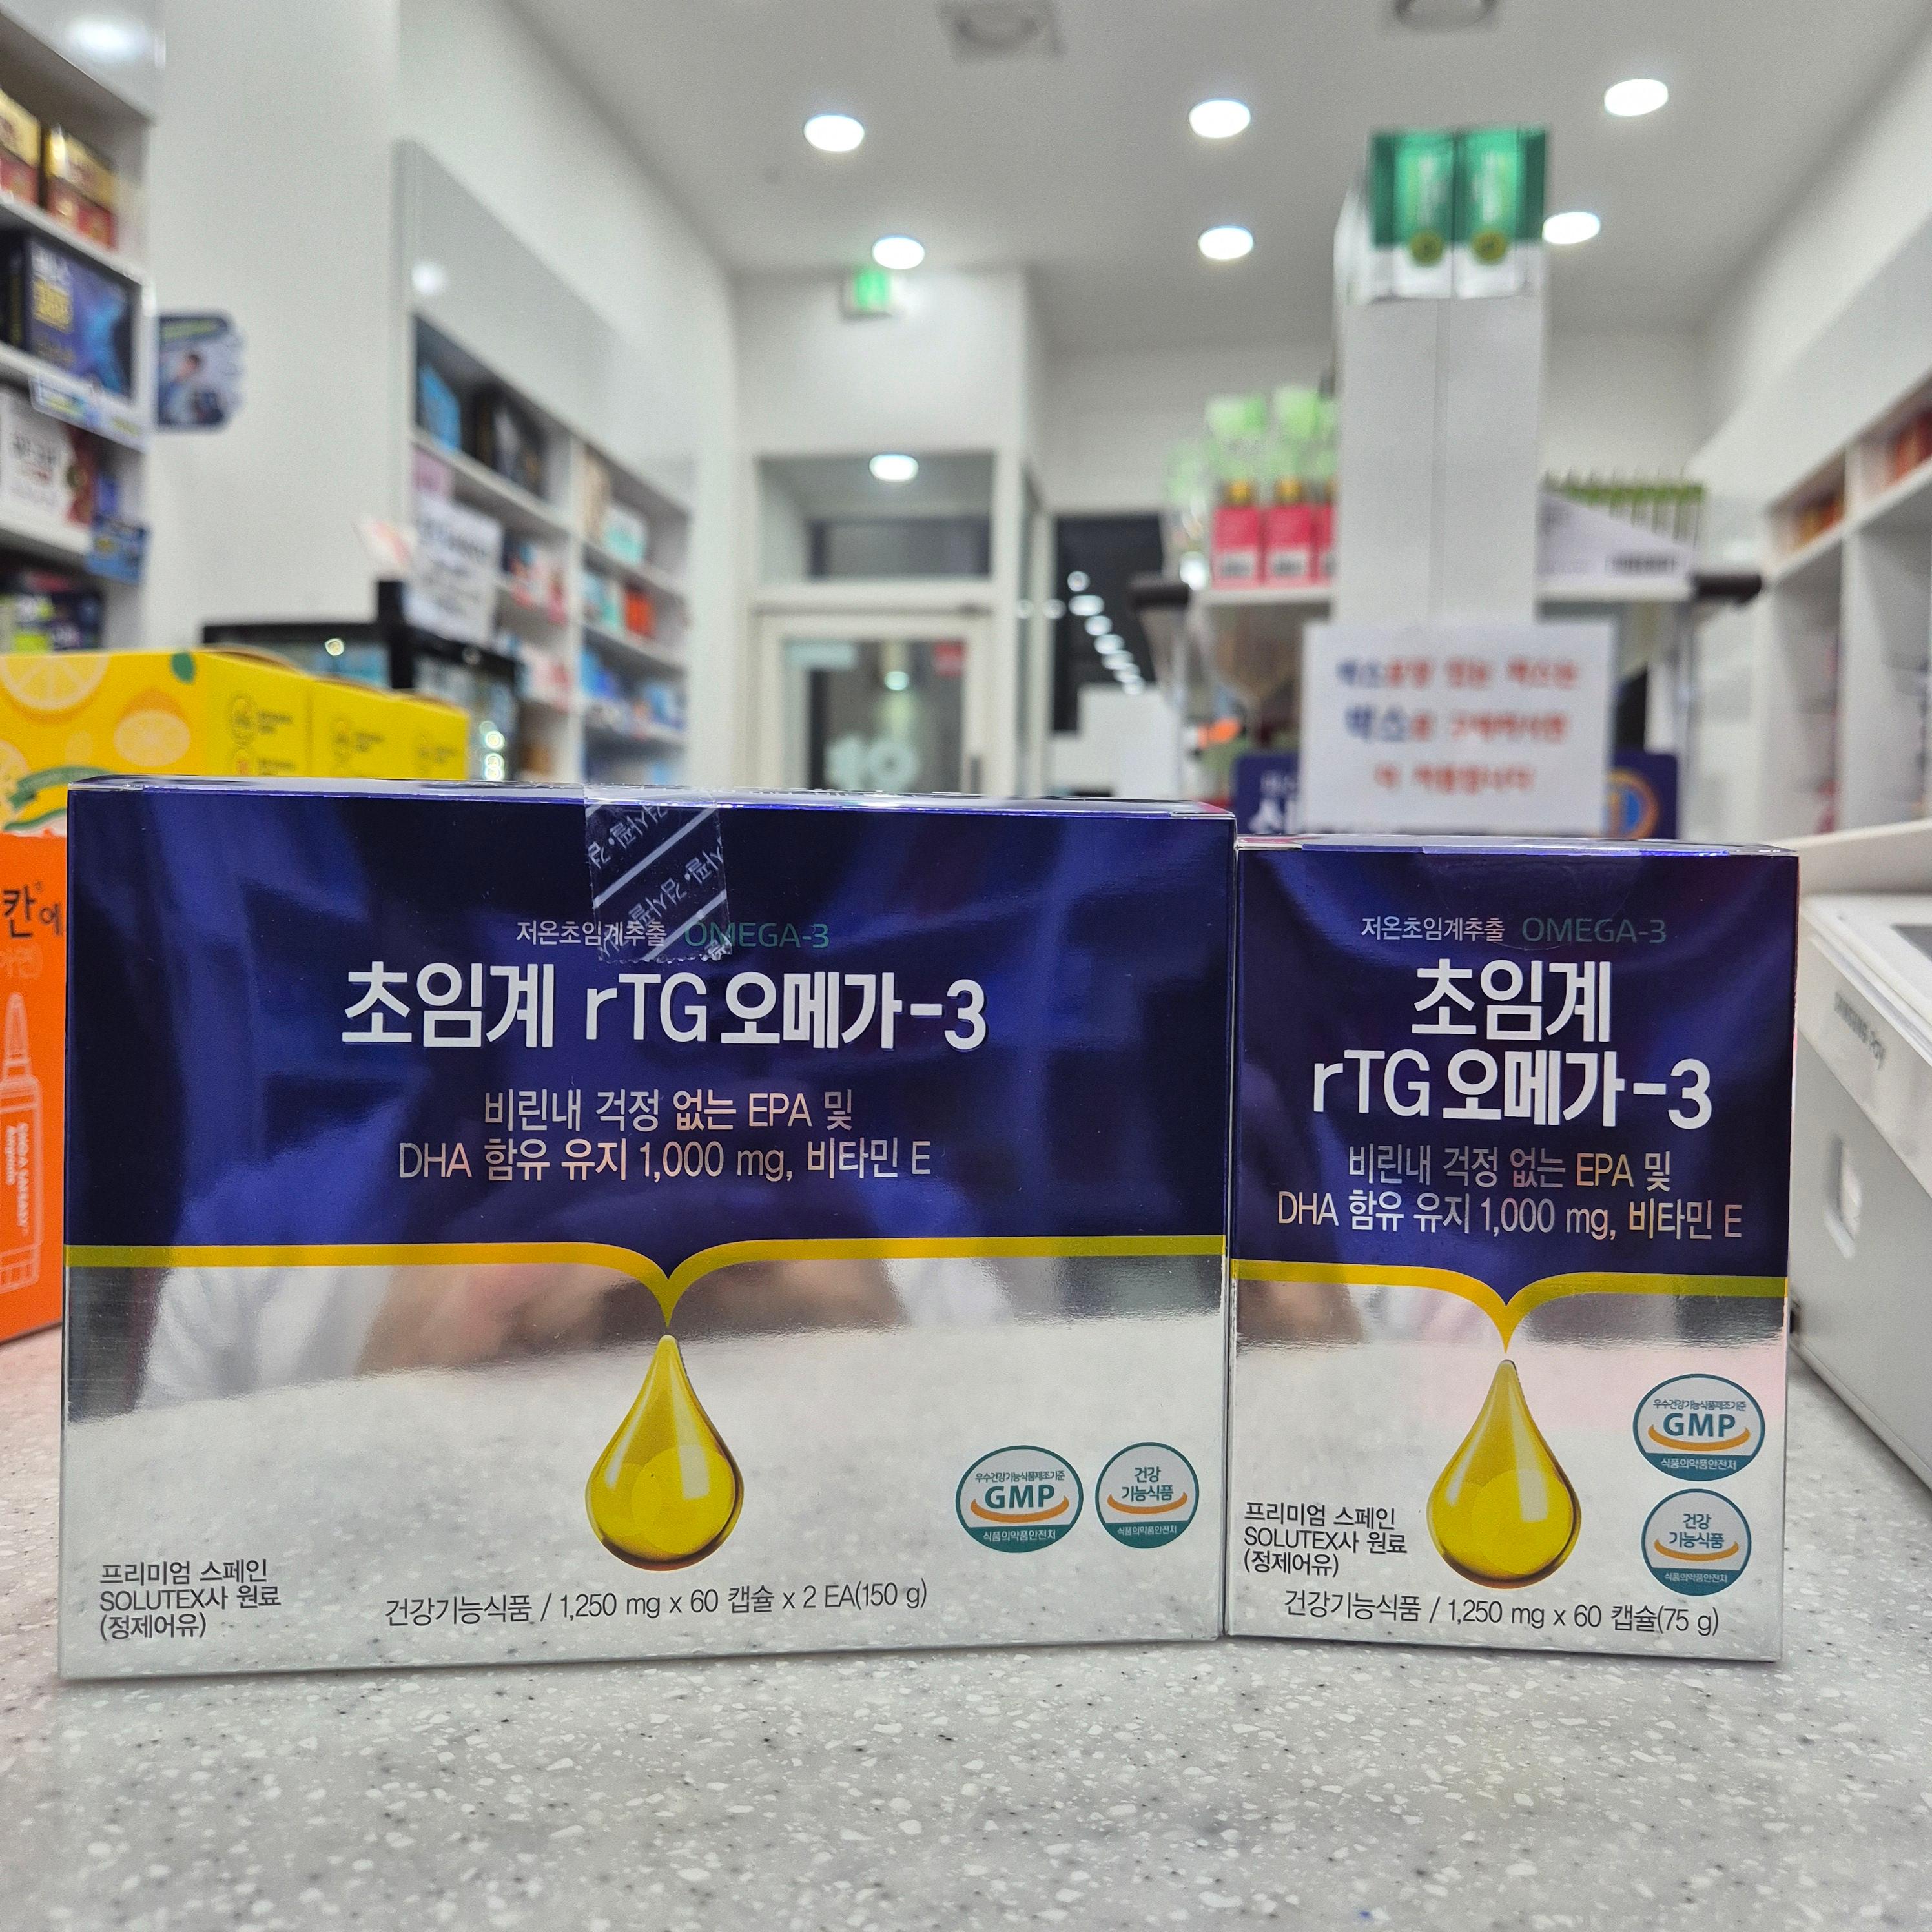 저온초임계추출 OMEGA-3
초임계 rTG 오메가-3
비린내 걱정 없는 EPA 및
DHA 함유 유지 1,000 mg, 비타민 E
우수건강기능식품제조기준
GMP
식품의약품안전처
건강
기능식품
식품의약품안전처
프리미엄 스페인
SOLUTEX사 원료
(정제어유)
건강기능식품 / 1,250 mg x 60 캡슐 x 2 EA(150 g)
저온초임계추출 OMEGA-3
초임계
rTG 오메가-3
비린내 걱정 없는 EPA 및
DHA 함유 유지 1,000 mg, 비타민 E
우수건강기능식품제조기준
GMP
식품의약품안전처
건강
기능식품
식품의약품안전처
프리미엄 스페인
SOLUTEX사 원료
(정제어유)
건강기능식품 / 1,250 mg x 60 캡슐(75 g)